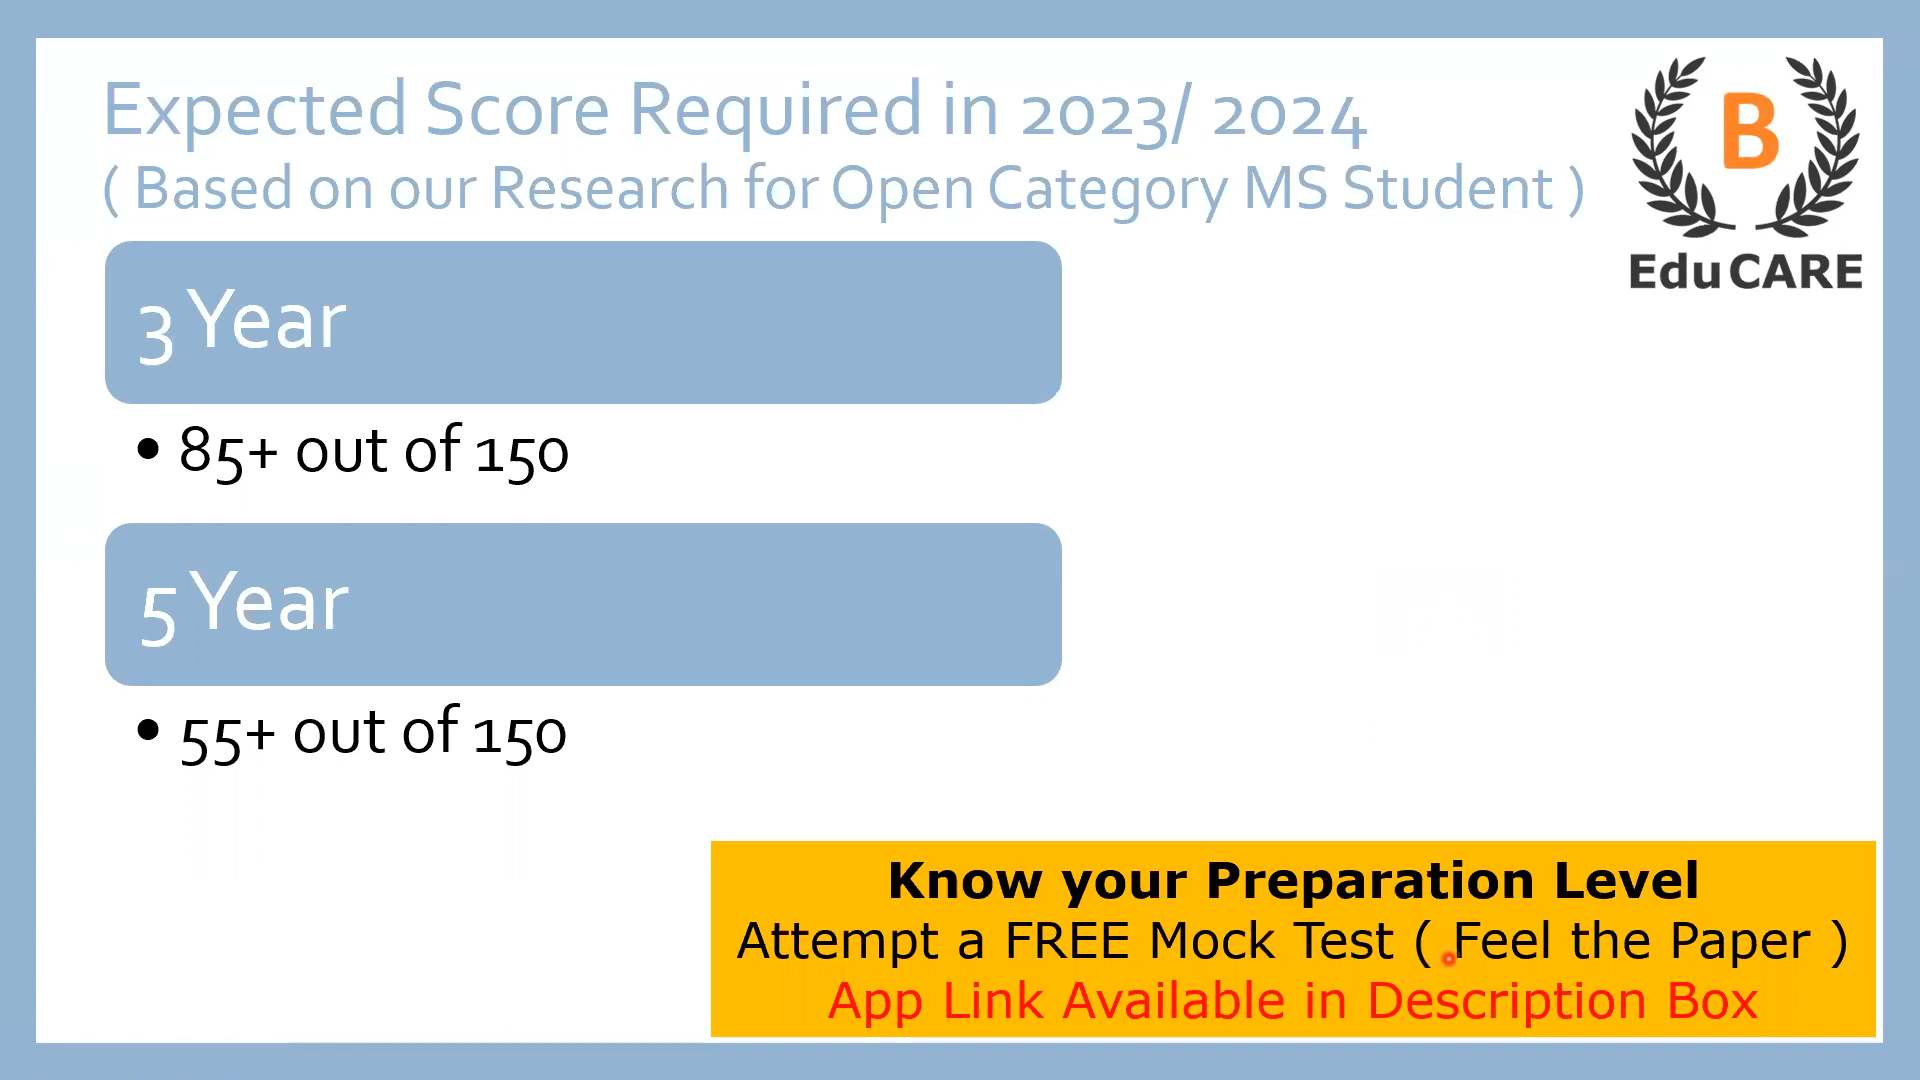 Expected Score Required in 2023/ 2024
( Based on our Research for Open Category MS Student )
B
EduCARE
3 Year
• 85+ out of 150
5 Year
• 55+ out of 150
Know your Preparation Level
Attempt a FREE Mock Test ( Feel the Paper )
App Link Available in Description Box